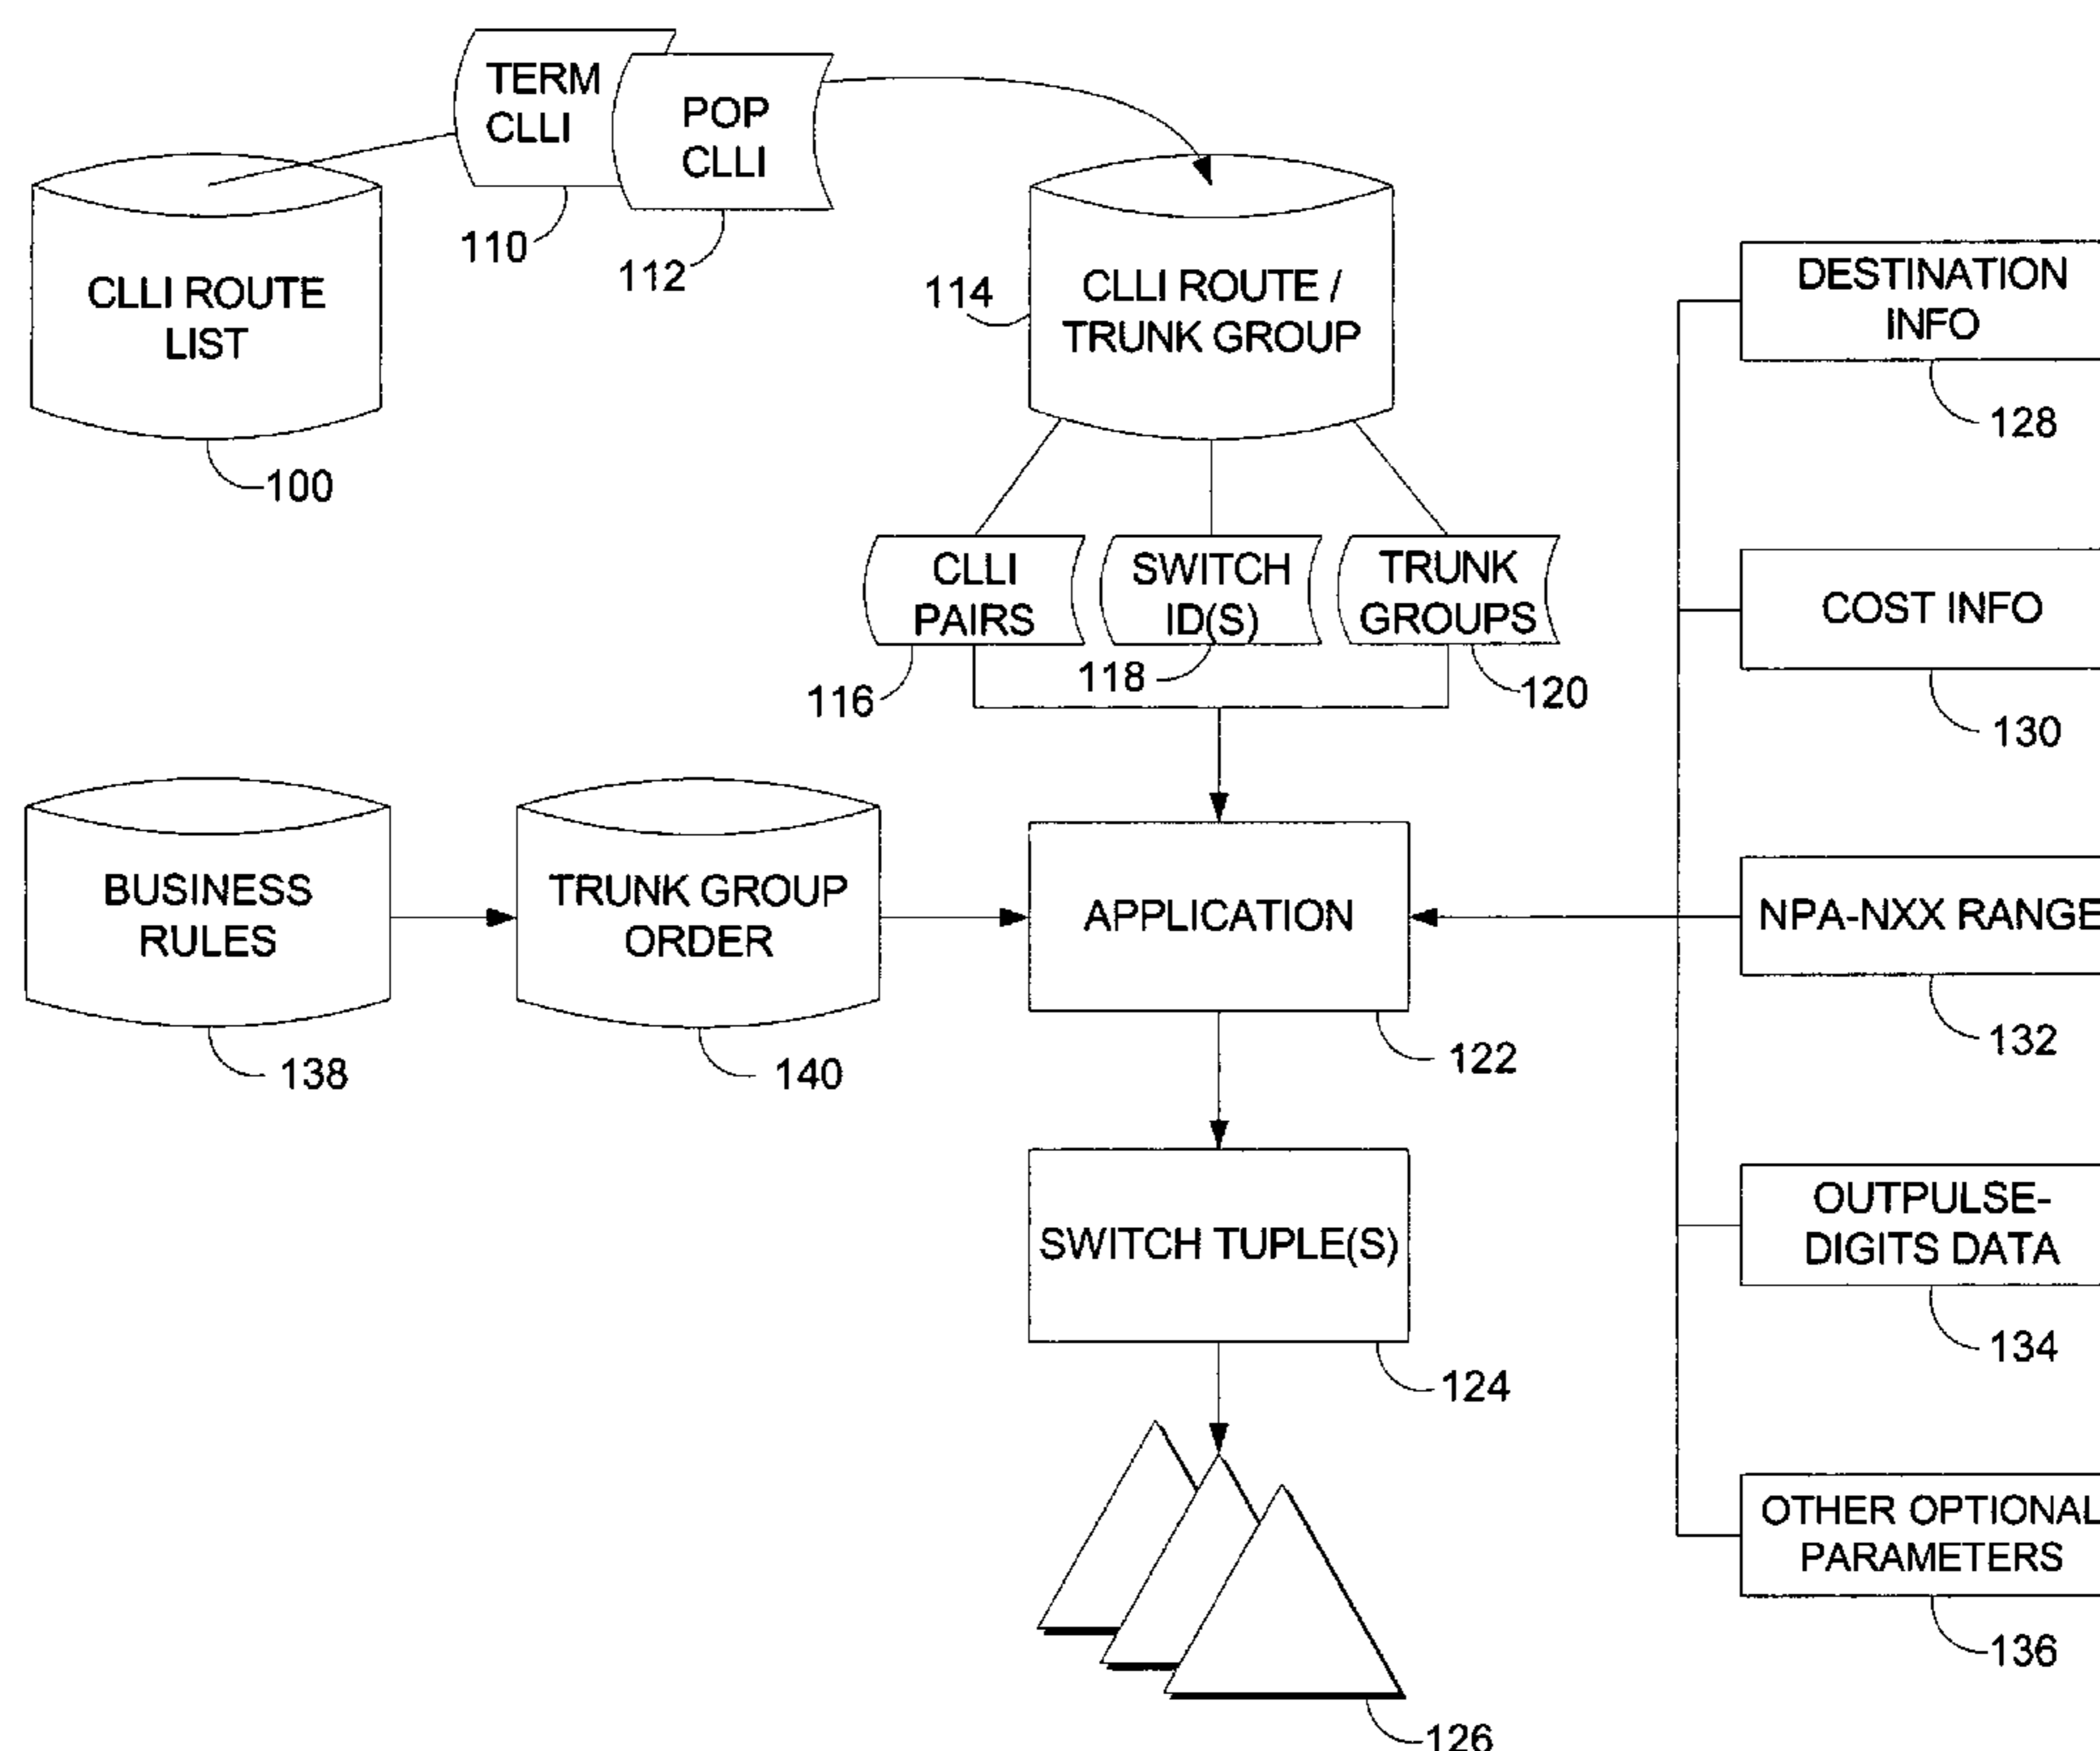 TERM
CLLI
POP
CLLI
110
112
CLLI ROUTE
LIST
100
114
CLLI ROUTE /
TRUNK GROUP
CLLI
PAIRS
SWITCH
ID(S)
TRUNK
GROUPS
116
118
120
DESTINATION
INFO
128
COST INFO
130
BUSINESS
RULES
138
TRUNK GROUP
ORDER
140
APPLICATION
122
NPA-NXX RANGE
132
SWITCH TUPLE(S)
124
OUTPULSE-
DIGITS DATA
134
OTHER OPTIONAL
PARAMETERS
136
126